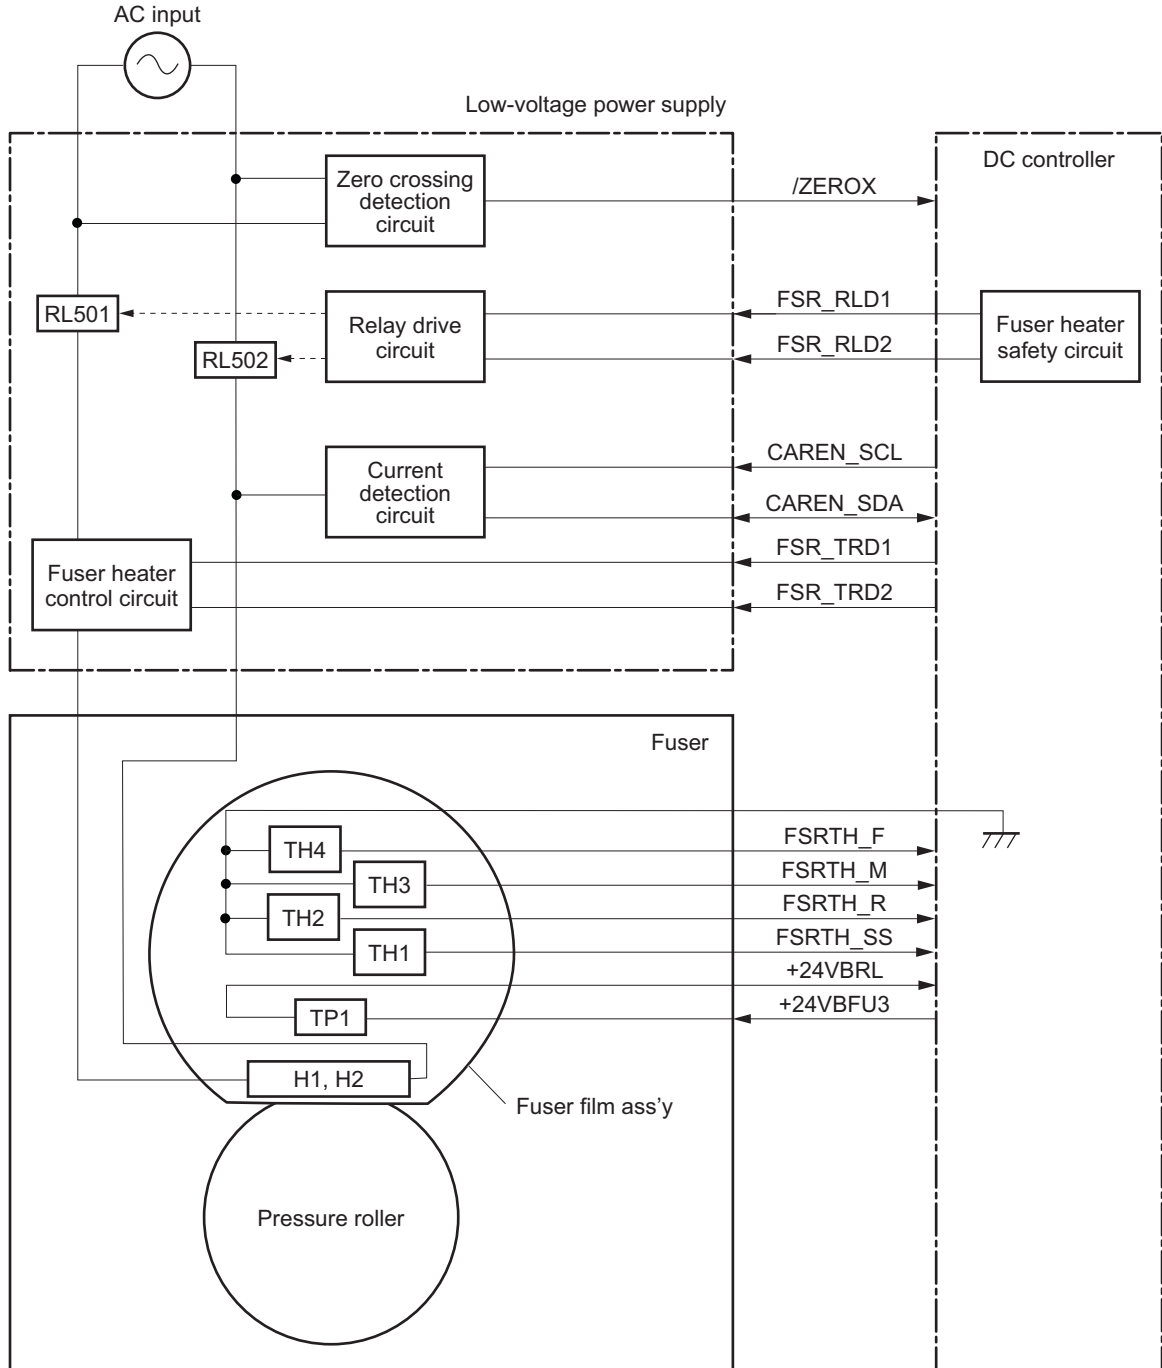 AC input
Low-voltage power supply
DC controller
Zero crossing
detection
circuit
/ZEROX
RL501
RL502
Relay drive
circuit
FSR_RLD1
FSR_RLD2
Fuser heater
safety circuit
Current
detection
circuit
CAREN_SCL
CAREN_SDA
Fuser heater
control circuit
FSR_TRD1
FSR_TRD2
Fuser
TH4
FSRTH_F
TH3
FSRTH_M
TH2
FSRTH_R
TH1
FSRTH_SS
+24VBRL
TP1
+24VBFU3
H1, H2
Fuser film ass’y
Pressure roller